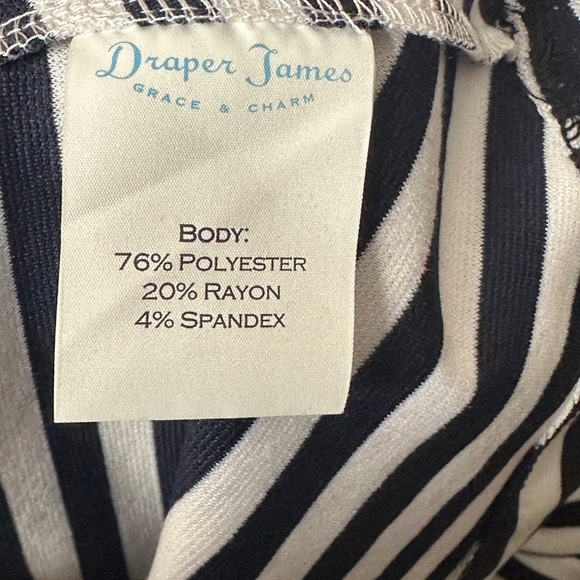 Draper James
GRACE & CHARM
BODY:
76% POLYESTER
20% RAYON
4% SPANDEX